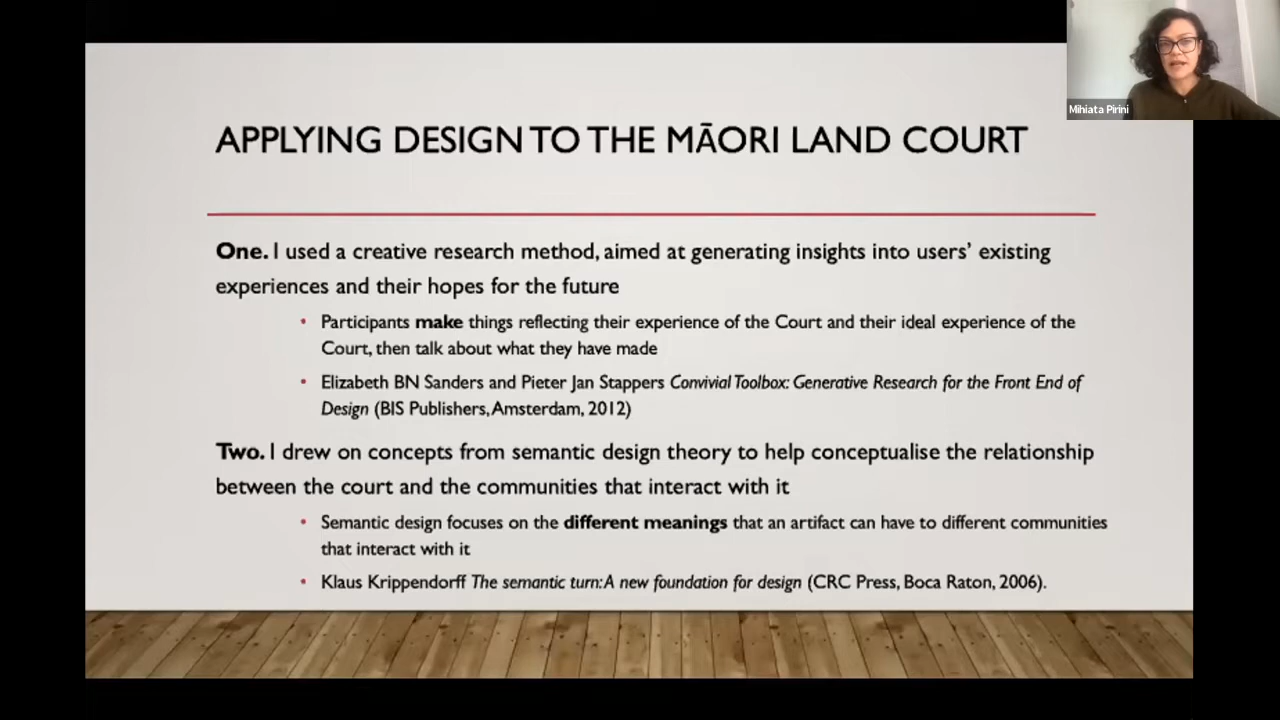 Mihiata Pirini
APPLYING DESIGN TO THE MĀORI LAND COURT
One. I used a creative research method, aimed at generating insights into users’ existing
experiences and their hopes for the future
• Participants make things reflecting their experience of the Court and their ideal experience of the
Court, then talk about what they have made
• Elizabeth BN Sanders and Pieter Jan Stappers Convivial Toolbox: Generative Research for the Front End of
Design (BIS Publishers, Amsterdam, 2012)
Two. I drew on concepts from semantic design theory to help conceptualise the relationship
between the court and the communities that interact with it
• Semantic design focuses on the different meanings that an artifact can have to different communities
that interact with it
• Klaus Krippendorff The semantic turn: A new foundation for design (CRC Press, Boca Raton, 2006).